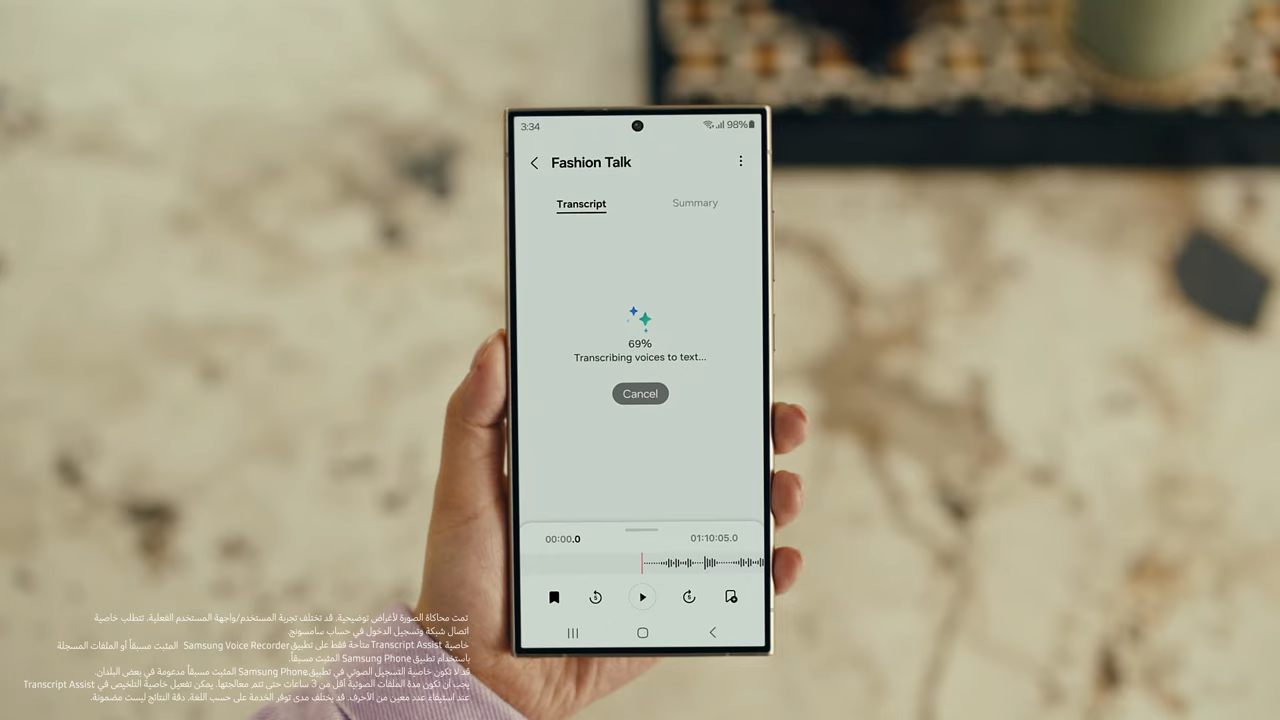 3:34
98%
Fashion Talk
Transcript
Summary
69%
Transcribing voices to text...
Cancel
00:00.0
01:10:05.0
تمت محاكاة الصورة لأغراض توضيحية. قد تختلف تجربة المستخدم/واجهة المستخدم الفعلية. تتطلب خاصية
اتصال شبكة وتسجيل الدخول في حساب سامسونج.
خاصية Transcript Assist متاحة فقط على تطبيق Samsung Voice Recorder المثبت مسبقاً أو الملفات المسجلة
باستخدام تطبيق Samsung Phone المثبت مسبقاً.
قد لا تكون خاصية التسجيل الصوتي في تطبيق Samsung Phone المثبت مسبقاً مدعومة في بعض البلدان.
يجب أن تكون مدة الملفات الصوتية أقل من 3 ساعات حتى تتم معالجتها. يمكن تفعيل خاصية التلخيص في Transcript Assist
عند استيفاء عدد معين من الأحرف. قد يختلف مدى توفر الخدمة على حسب اللغة. دقة النتائج ليست مضمونة.